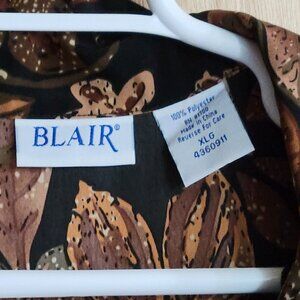 BLAIR®
100% Polyester
Made in China
Reverse For Care
XLG
4360911